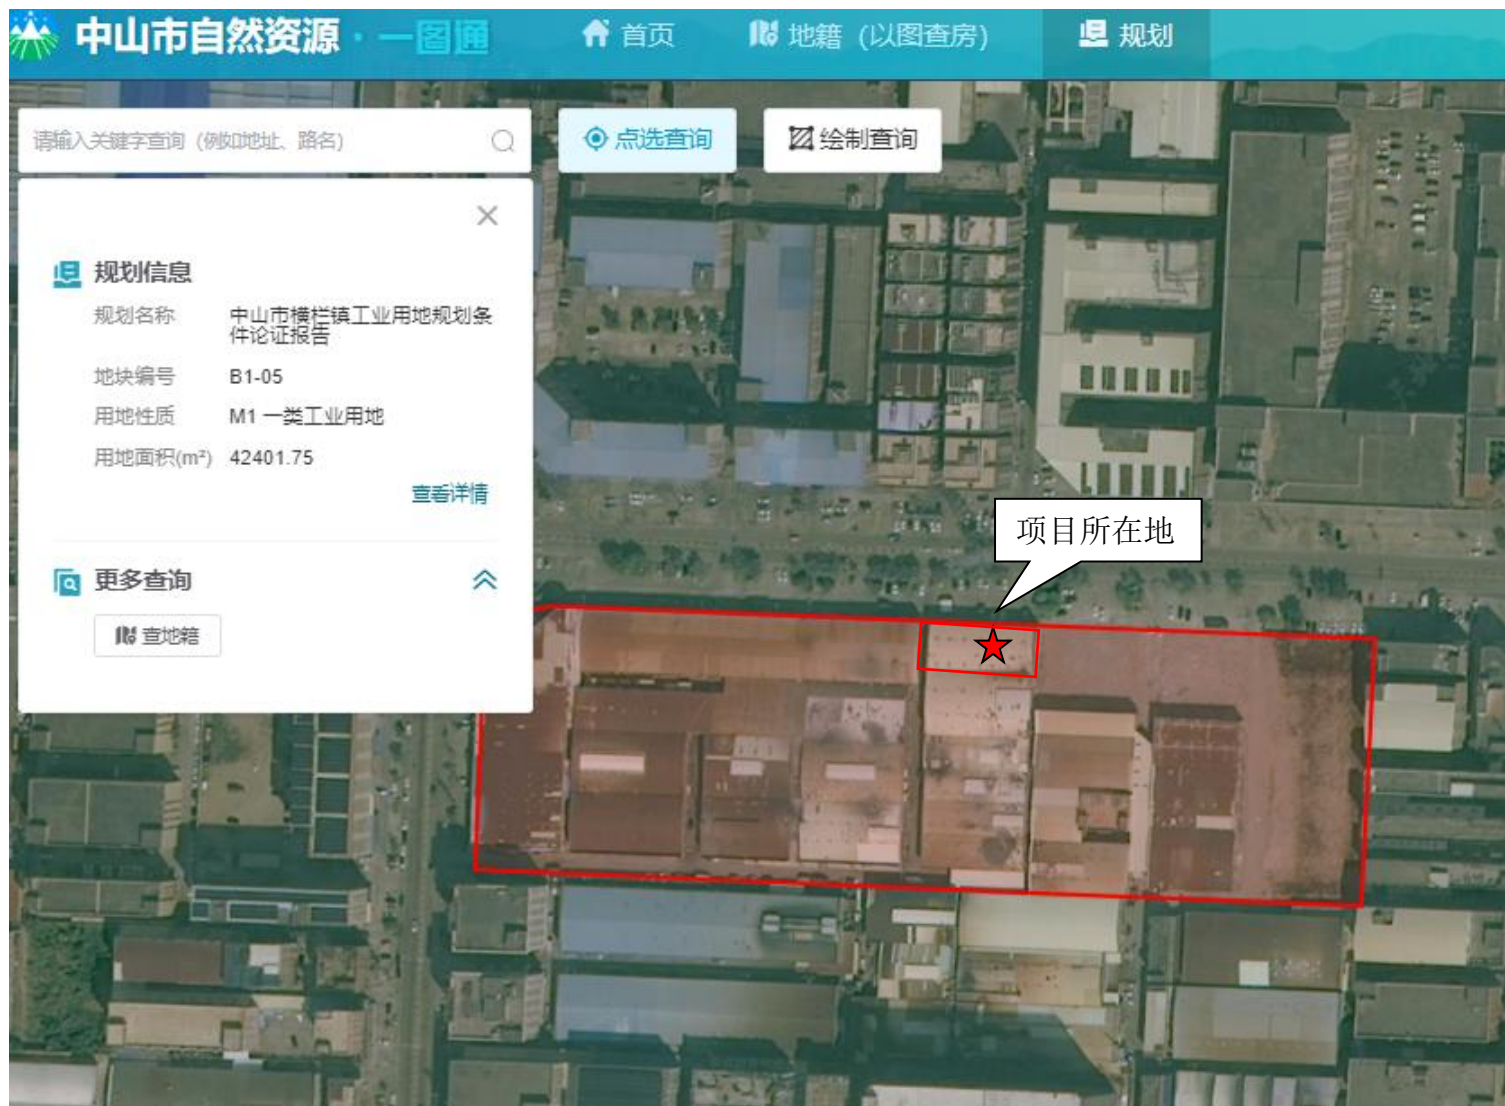 中山市自然资源·一图通
首页
地籍（以图查房）
规划
请输入关键字查询（例如地址、路名）
点选查询
绘制查询
规划信息
规划名称 中山市横栏镇工业用地规划条
件论证报告
地块编号 B1-05
用地性质 M1 一类工业用地
用地面积(m²) 42401.75
查看详情
更多查询
查地籍
项目所在地